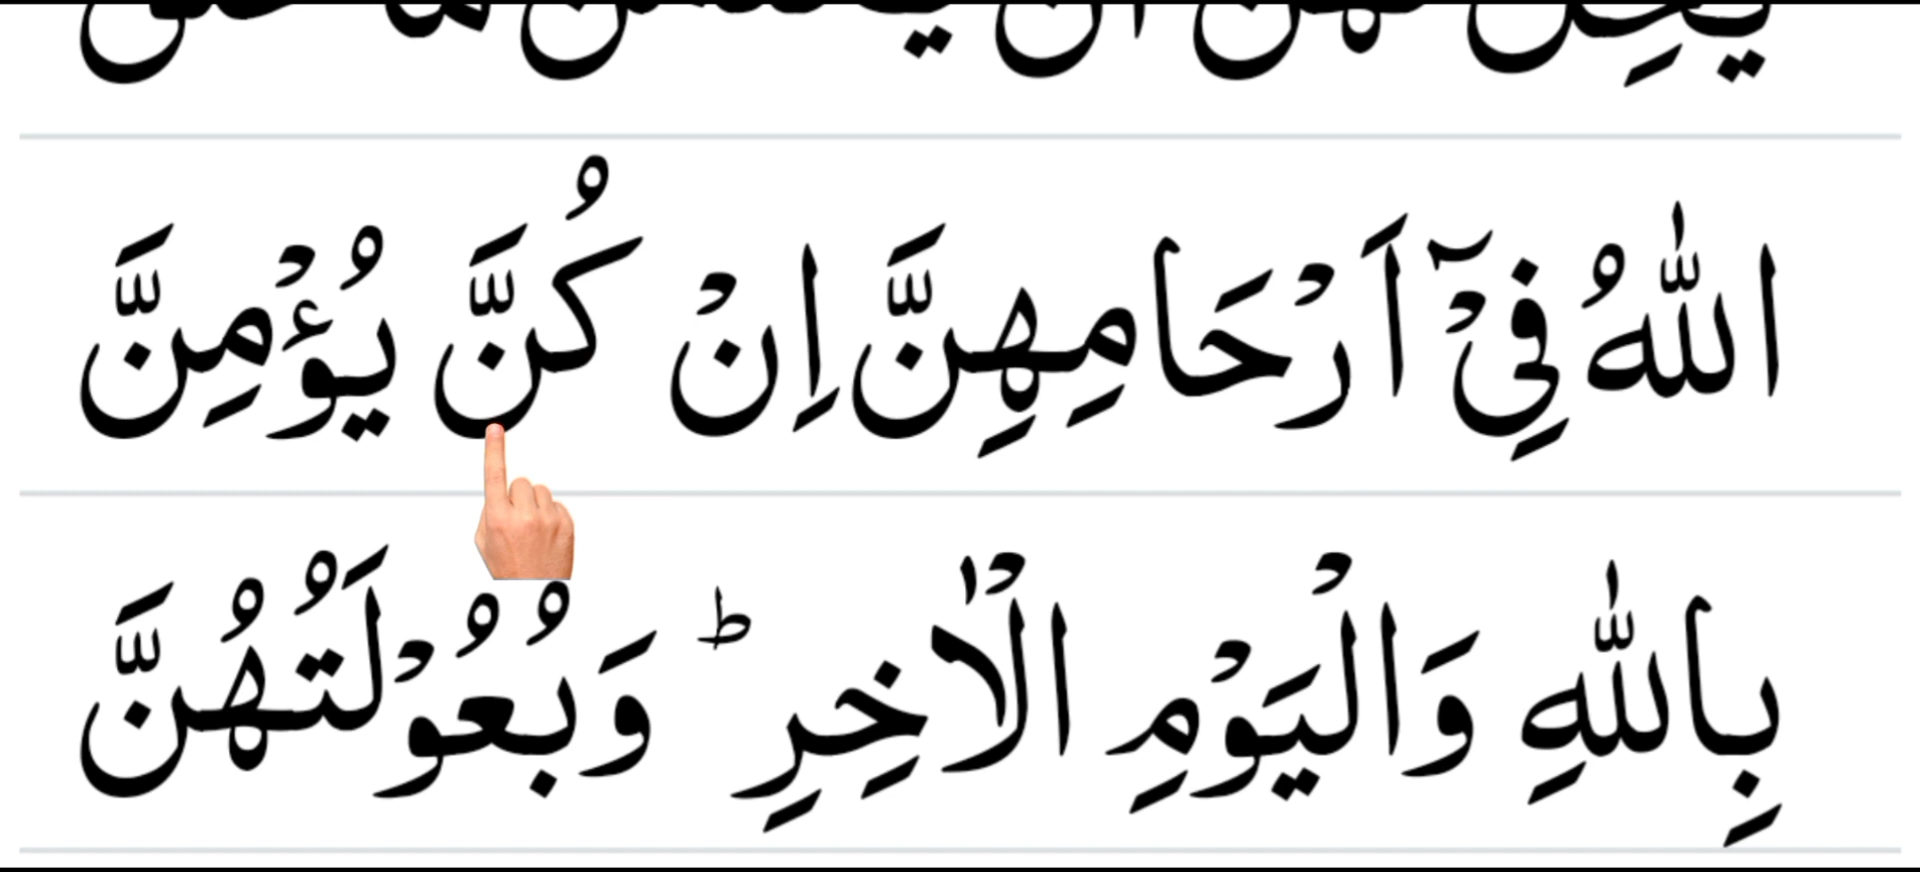 اللّٰهُ فِیْۤ اَرْحَامِهِنَّ اِنْ كُنَّ یُؤْمِنَّ
بِاللّٰهِ وَالْیَوْمِ الْاٰخِرِ ؕ وَبُعُوْلَتُهُنَّ